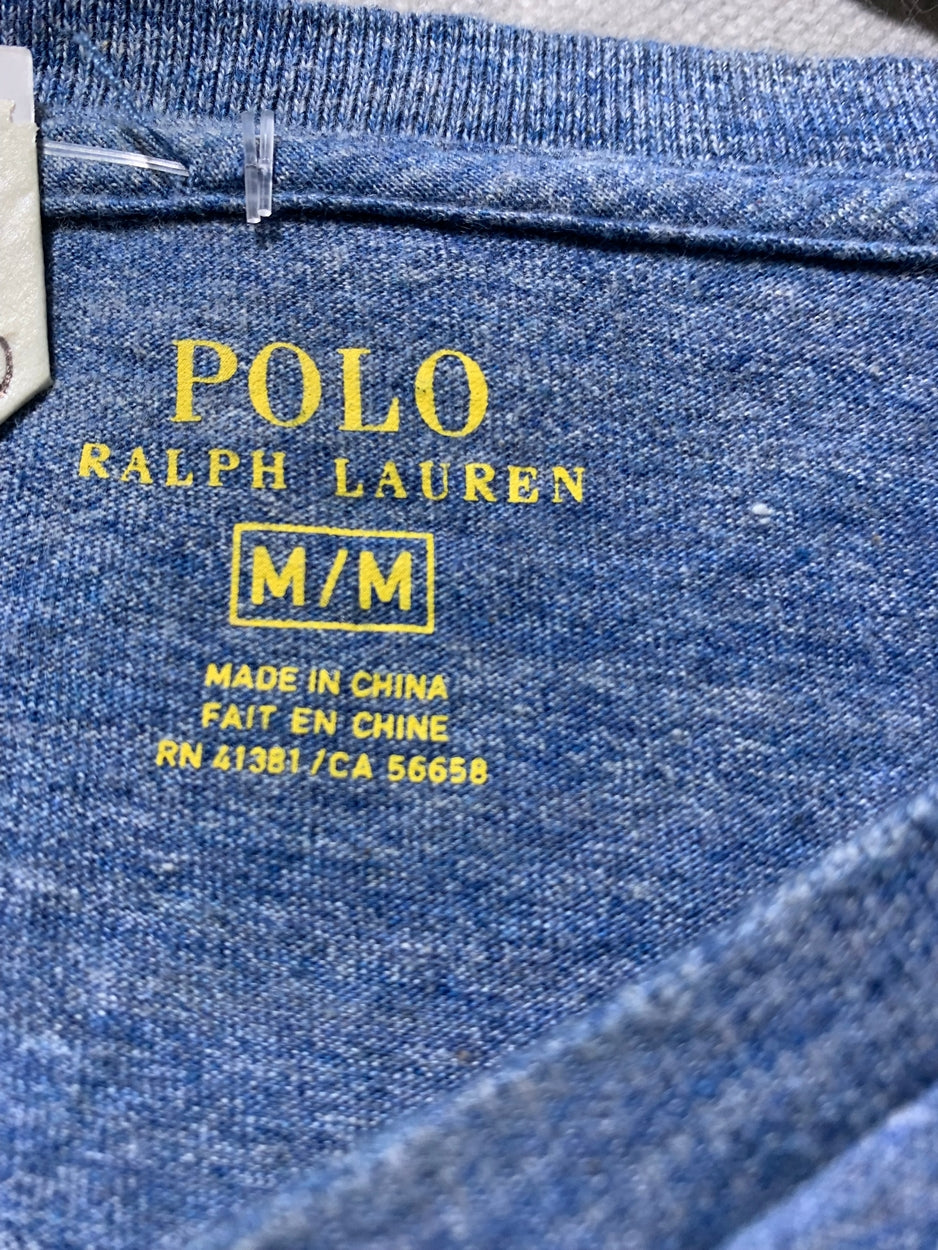 POLO
RALPH LAUREN
M/M
MADE IN CHINA
FAIT EN CHINE
RN 41381/CA 56658